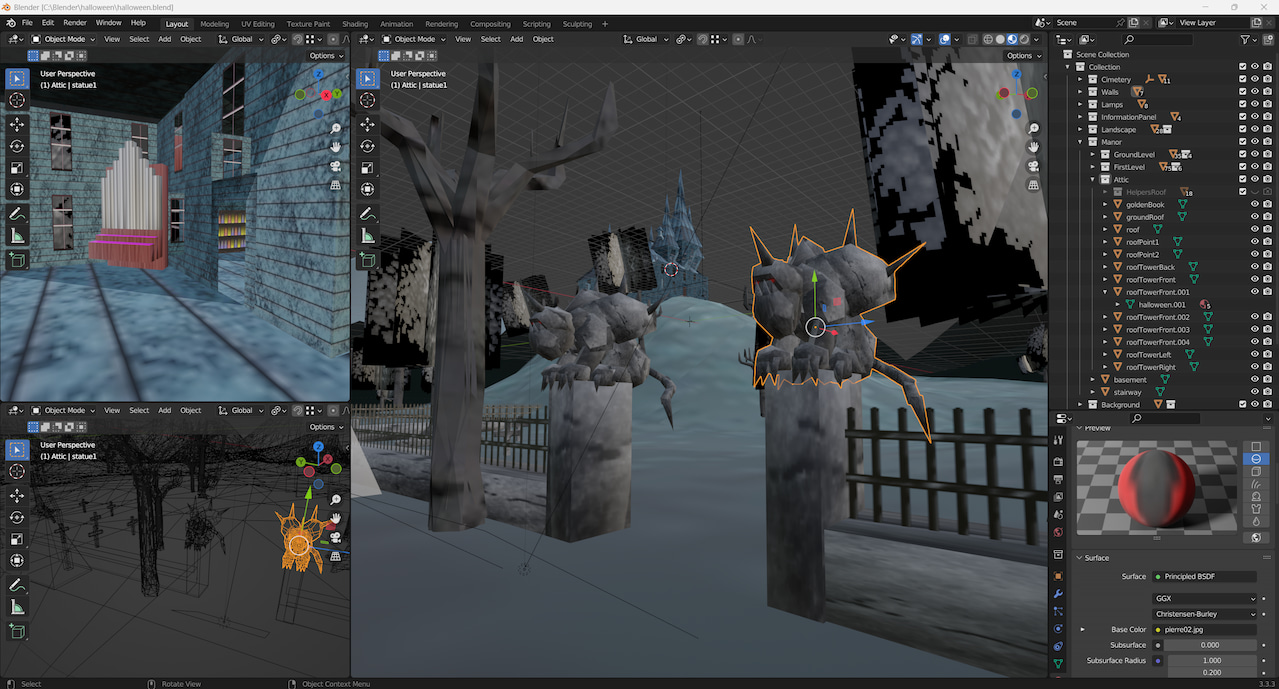 Blender [C:\Blender\halloween\halloween.blend]
File Edit Render Window Help Layout Modeling UV Editing Texture Paint Shading Animation Rendering Compositing Scripting Sculpting + Scene View Layer
Object Mode View Select Add Object Global
Options
User Perspective
(1) Attic | statue1
Object Mode View Select Add Object Global
Options
User Perspective
(1) Attic | statue1
Object Mode View Select Add Object Global
Options
User Perspective
(1) Attic | statue1
Scene Collection
Collection
Cimetery 11
Walls 7
Lamps 8
InformationPanel 4
Landscape
Manor
GroundLevel
FirstLevel
Attic
HelpersRoof 18
goldenBook
groundRoof
roof
roofPoint1
roofPoint2
roofTowerBack
roofTowerFront
roofTowerFront.001
halloween.001 5
roofTowerFront.002
roofTowerFront.003
roofTowerFront.004
roofTowerLeft
roofTowerRight
basement
stairway
Background
Preview
Surface
Surface Principled BSDF
GGX
Christensen-Burley
Base Color pierre02.jpg
Subsurface 0.000
Subsurface Radius 1.000
0.200
Select Rotate View Object Context Menu 3.3.3